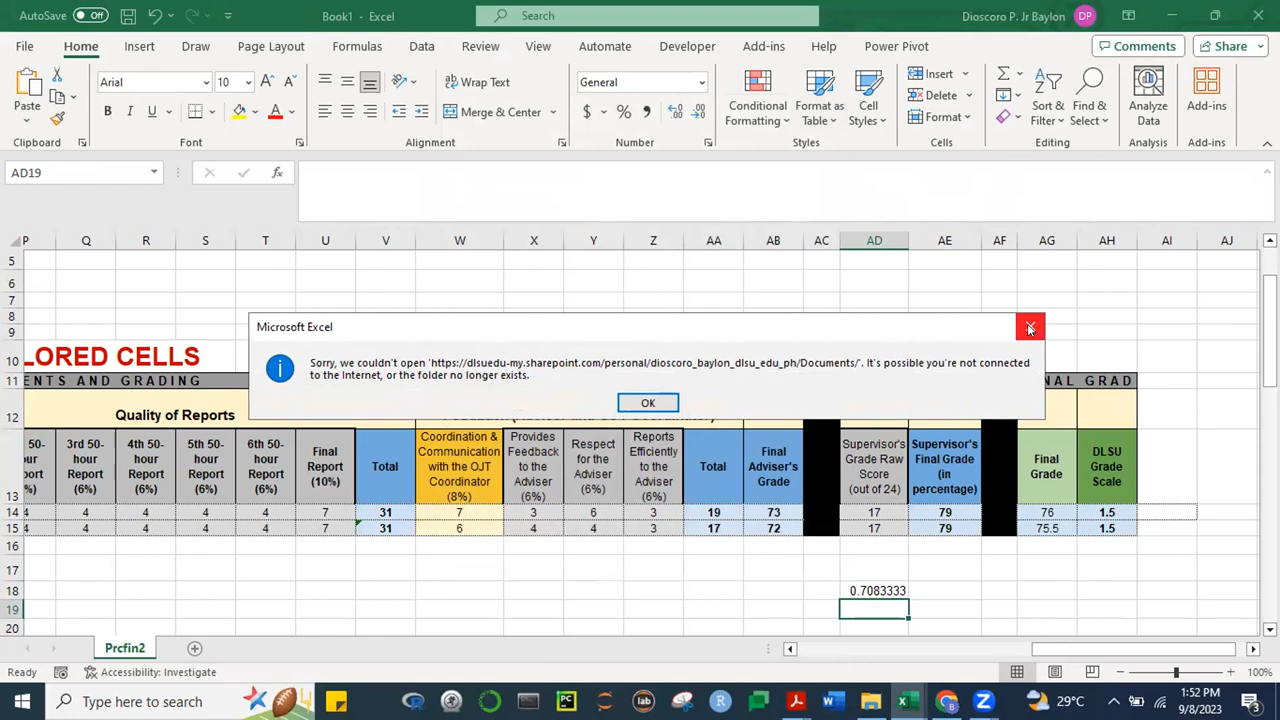 AutoSave Off Book1 - Excel Search Dioscoro P. Jr Baylon DP
File Home Insert Draw Page Layout Formulas Data Review View Automate Developer Add-ins Help Power Pivot Comments Share
Arial 10 Wrap Text General Insert
Paste Merge & Center Conditional Formatting Format as Table Cell Styles Delete Format Sort & Filter Find & Select Analyze Data Add-ins
Clipboard Font Alignment Number Styles Cells Editing Analysis Add-ins
AD19 fx
P Q R S T U V W X Y Z AA AB AC AD AE AF AG AH AI AJ
5
6
7
8
9
Microsoft Excel
10 LORED CELLS
Sorry, we couldn't open 'https://dlsuedu-my.sharepoint.com/personal/dioscoro_baylon_dlsu_edu_ph/Documents/'. It's possible you're not connected
to the Internet, or the folder no longer exists.
OK
11 ENTS AND GRADING NAL GRAD
12 Quality of Reports
13
50-
hour
port
%)
3rd 50-
hour
Report
(6%)
4th 50-
hour
Report
(6%)
5th 50-
hour
Report
(6%)
6th 50-
hour
Report
(6%)
Final
Report
(10%)
Total
Coordination &
Communication
with the OJT
Coordinator
(8%)
Provides
Feedback
to the
Adviser
(6%)
Respect
for the
Adviser
(6%)
Reports
Efficiently
to the
Adviser
(6%)
Total
Final
Adviser's
Grade
Supervisor's
Grade Raw
Score
(out of 24)
Supervisor's
Final Grade
(in
percentage)
Final
Grade
DLSU
Grade
Scale
14 4 4 4 4 4 7 31 7 3 6 3 19 73 17 79 76 1.5
15 4 4 4 4 4 7 31 6 4 4 3 17 72 17 79 75.5 1.5
16
17
18 0.7083333
19
20
Prcfin2
Ready Accessibility: Investigate 100%
Type here to search 29°C 1:52 PM
9/8/2023 3